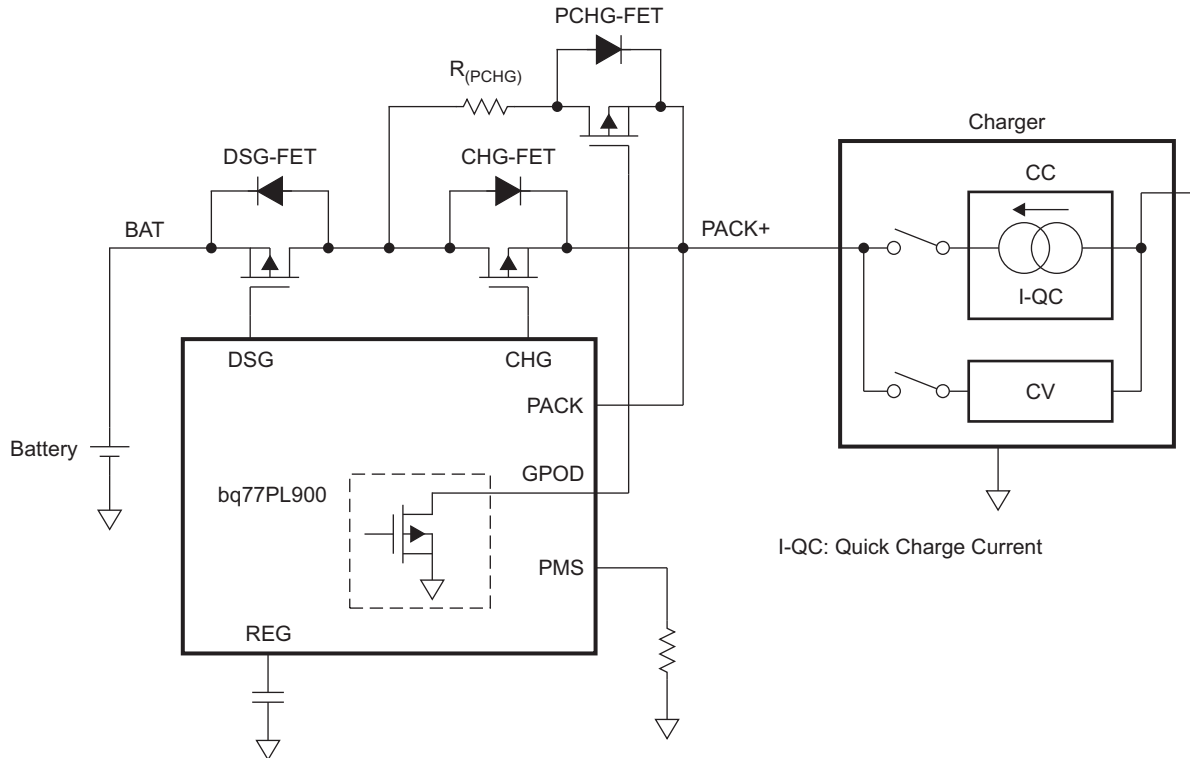 PCHG-FET
R(PCHG)
Charger
DSG-FET
CHG-FET
CC
BAT
PACK+
I-QC
DSG
CHG
CV
PACK
Battery
GPOD
bq77PL900
I-QC: Quick Charge Current
PMS
REG